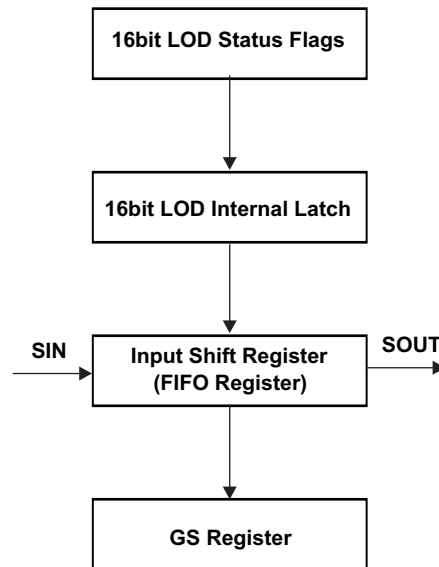 16bit LOD Status Flags
16bit LOD Internal Latch
SIN
Input Shift Register
(FIFO Register)
SOUT
GS Register